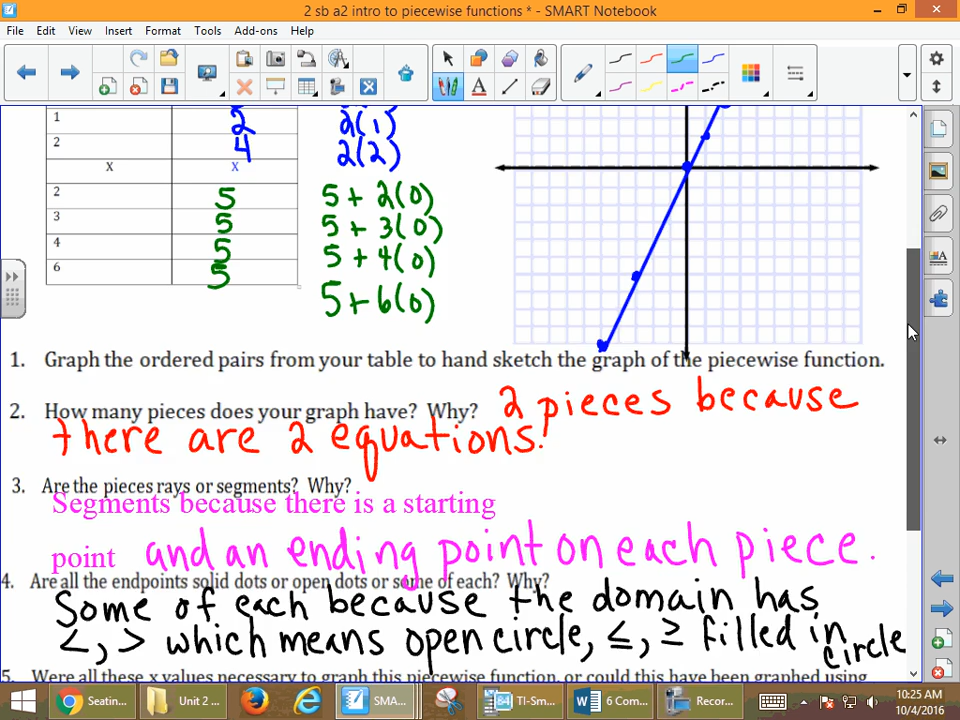 2 sb a2 intro to piecewise functions * - SMART Notebook
File Edit View Insert Format Tools Add-ons Help
1 2 2(1)
2 4 2(2)
x x
2 5 5 + 2(0)
3 5 5 + 3(0)
4 5 5 + 4(0)
6 5 5 + 6(0)
1. Graph the ordered pairs from your table to hand sketch the graph of the piecewise function.
2. How many pieces does your graph have? Why? 2 pieces because
there are 2 equations.
3. Are the pieces rays or segments? Why?
Segments because there is a starting
point and an ending point on each piece.
4. Are all the endpoints solid dots or open dots or some of each? Why?
Some of each because the domain has
<, > which means open circle, ≤, ≥ filled in
circle
5. Were all these x values necessary to graph this piecewise function, or could this have been graphed using
Seatin... Unit 2 ... SMA... TI-Sm... 6 Com... Recor... 10:25 AM
10/4/2016